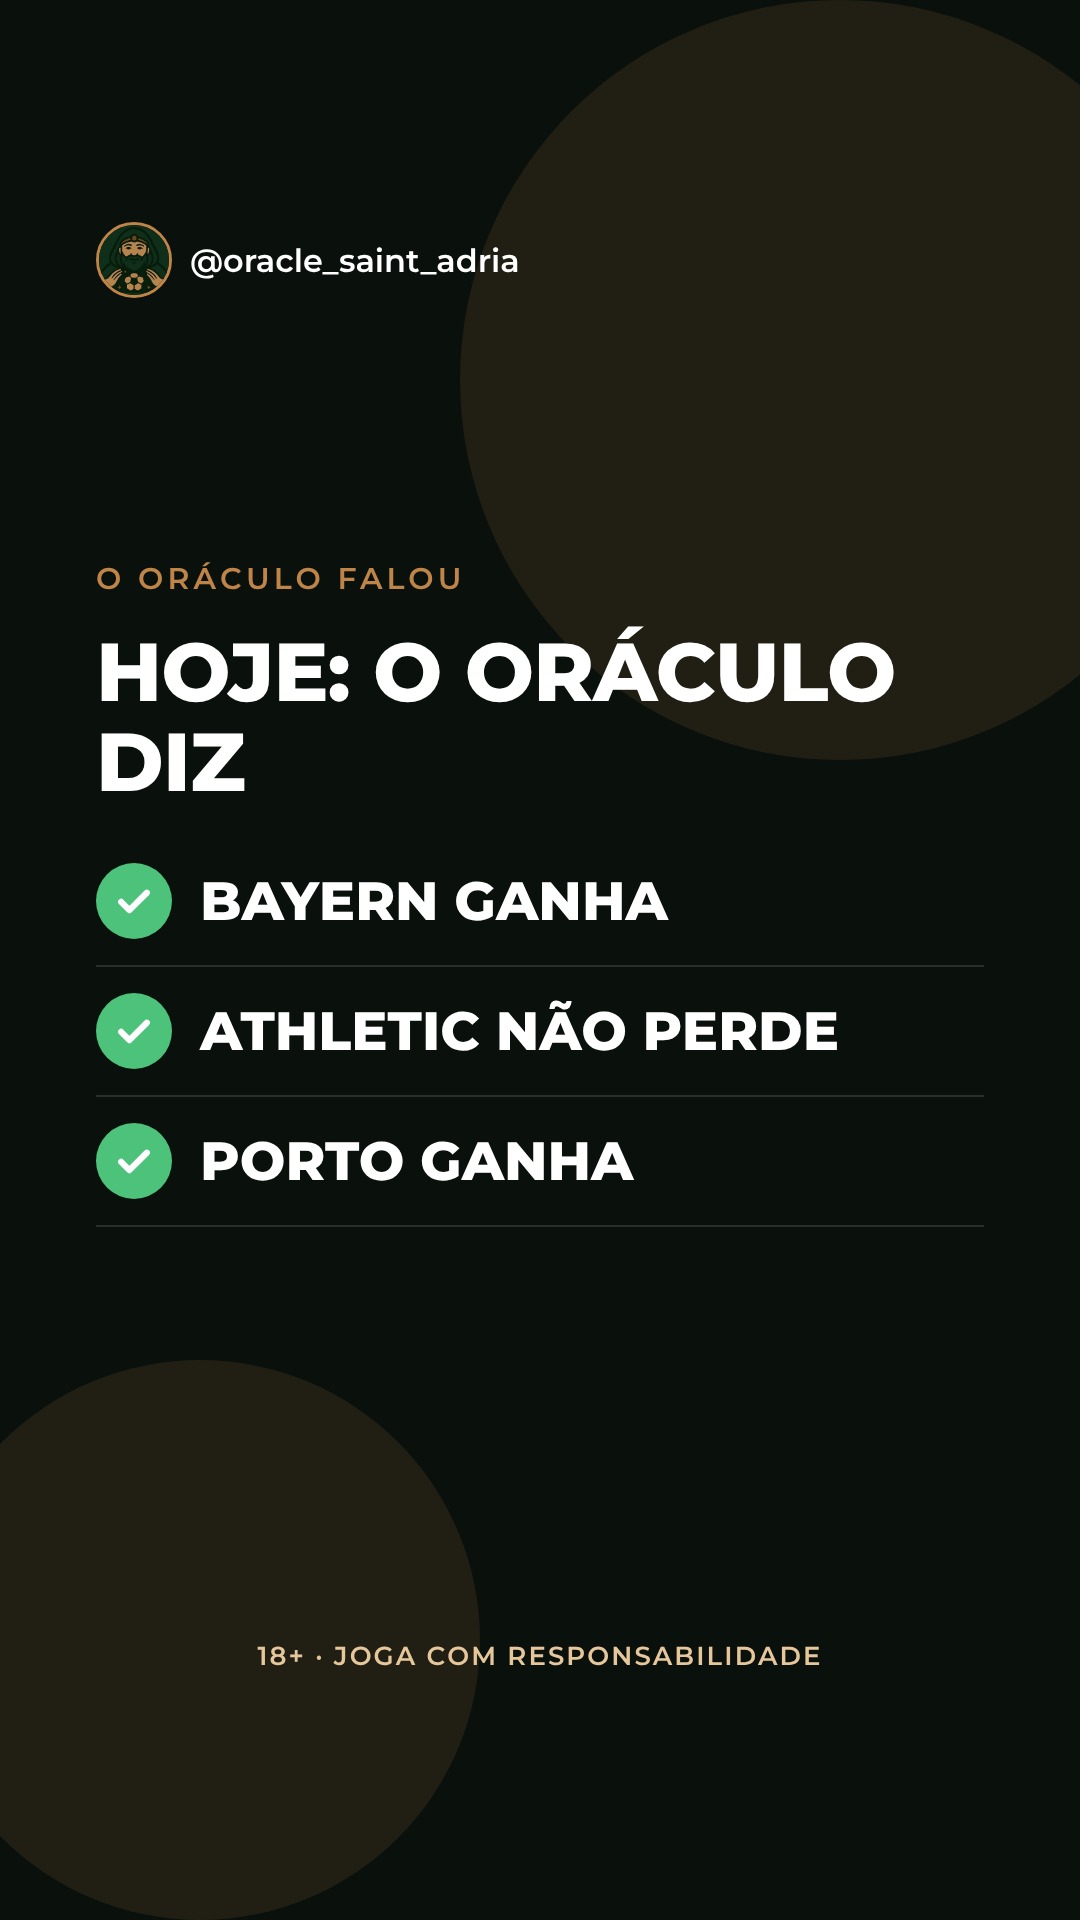 @oracle_saint_adria
O ORÁCULO FALOU
HOJE: O ORÁCULO
DIZ
BAYERN GANHA
ATHLETIC NÃO PERDE
PORTO GANHA
18+ · JOGA COM RESPONSABILIDADE